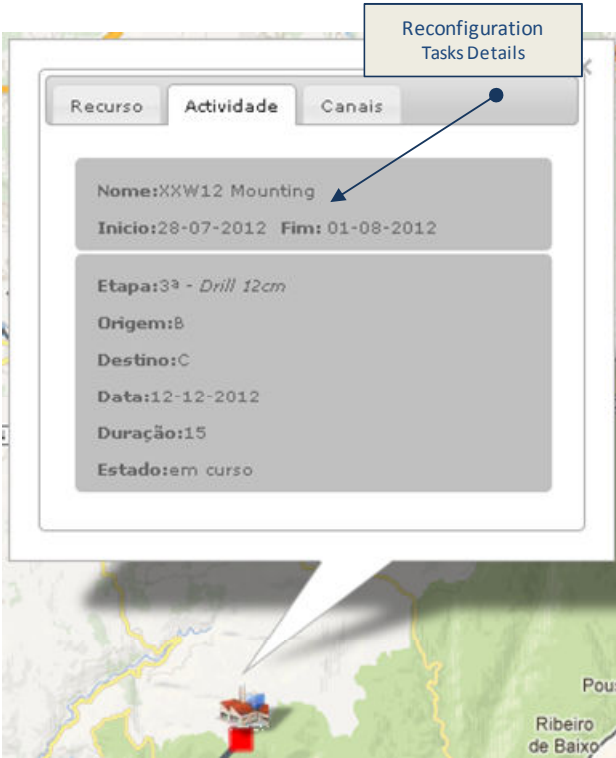 Reconfiguration
Tasks Details
×
Recurso Actividade Canais
Nome:XXW12 Mounting
Inicio:28-07-2012 Fim: 01-08-2012
Etapa:3ª - Drill 12cm
Origem:B
Destino:C
Data:12-12-2012
Duração:15
Estado:em curso
Pous
Ribeiro
de Baixo